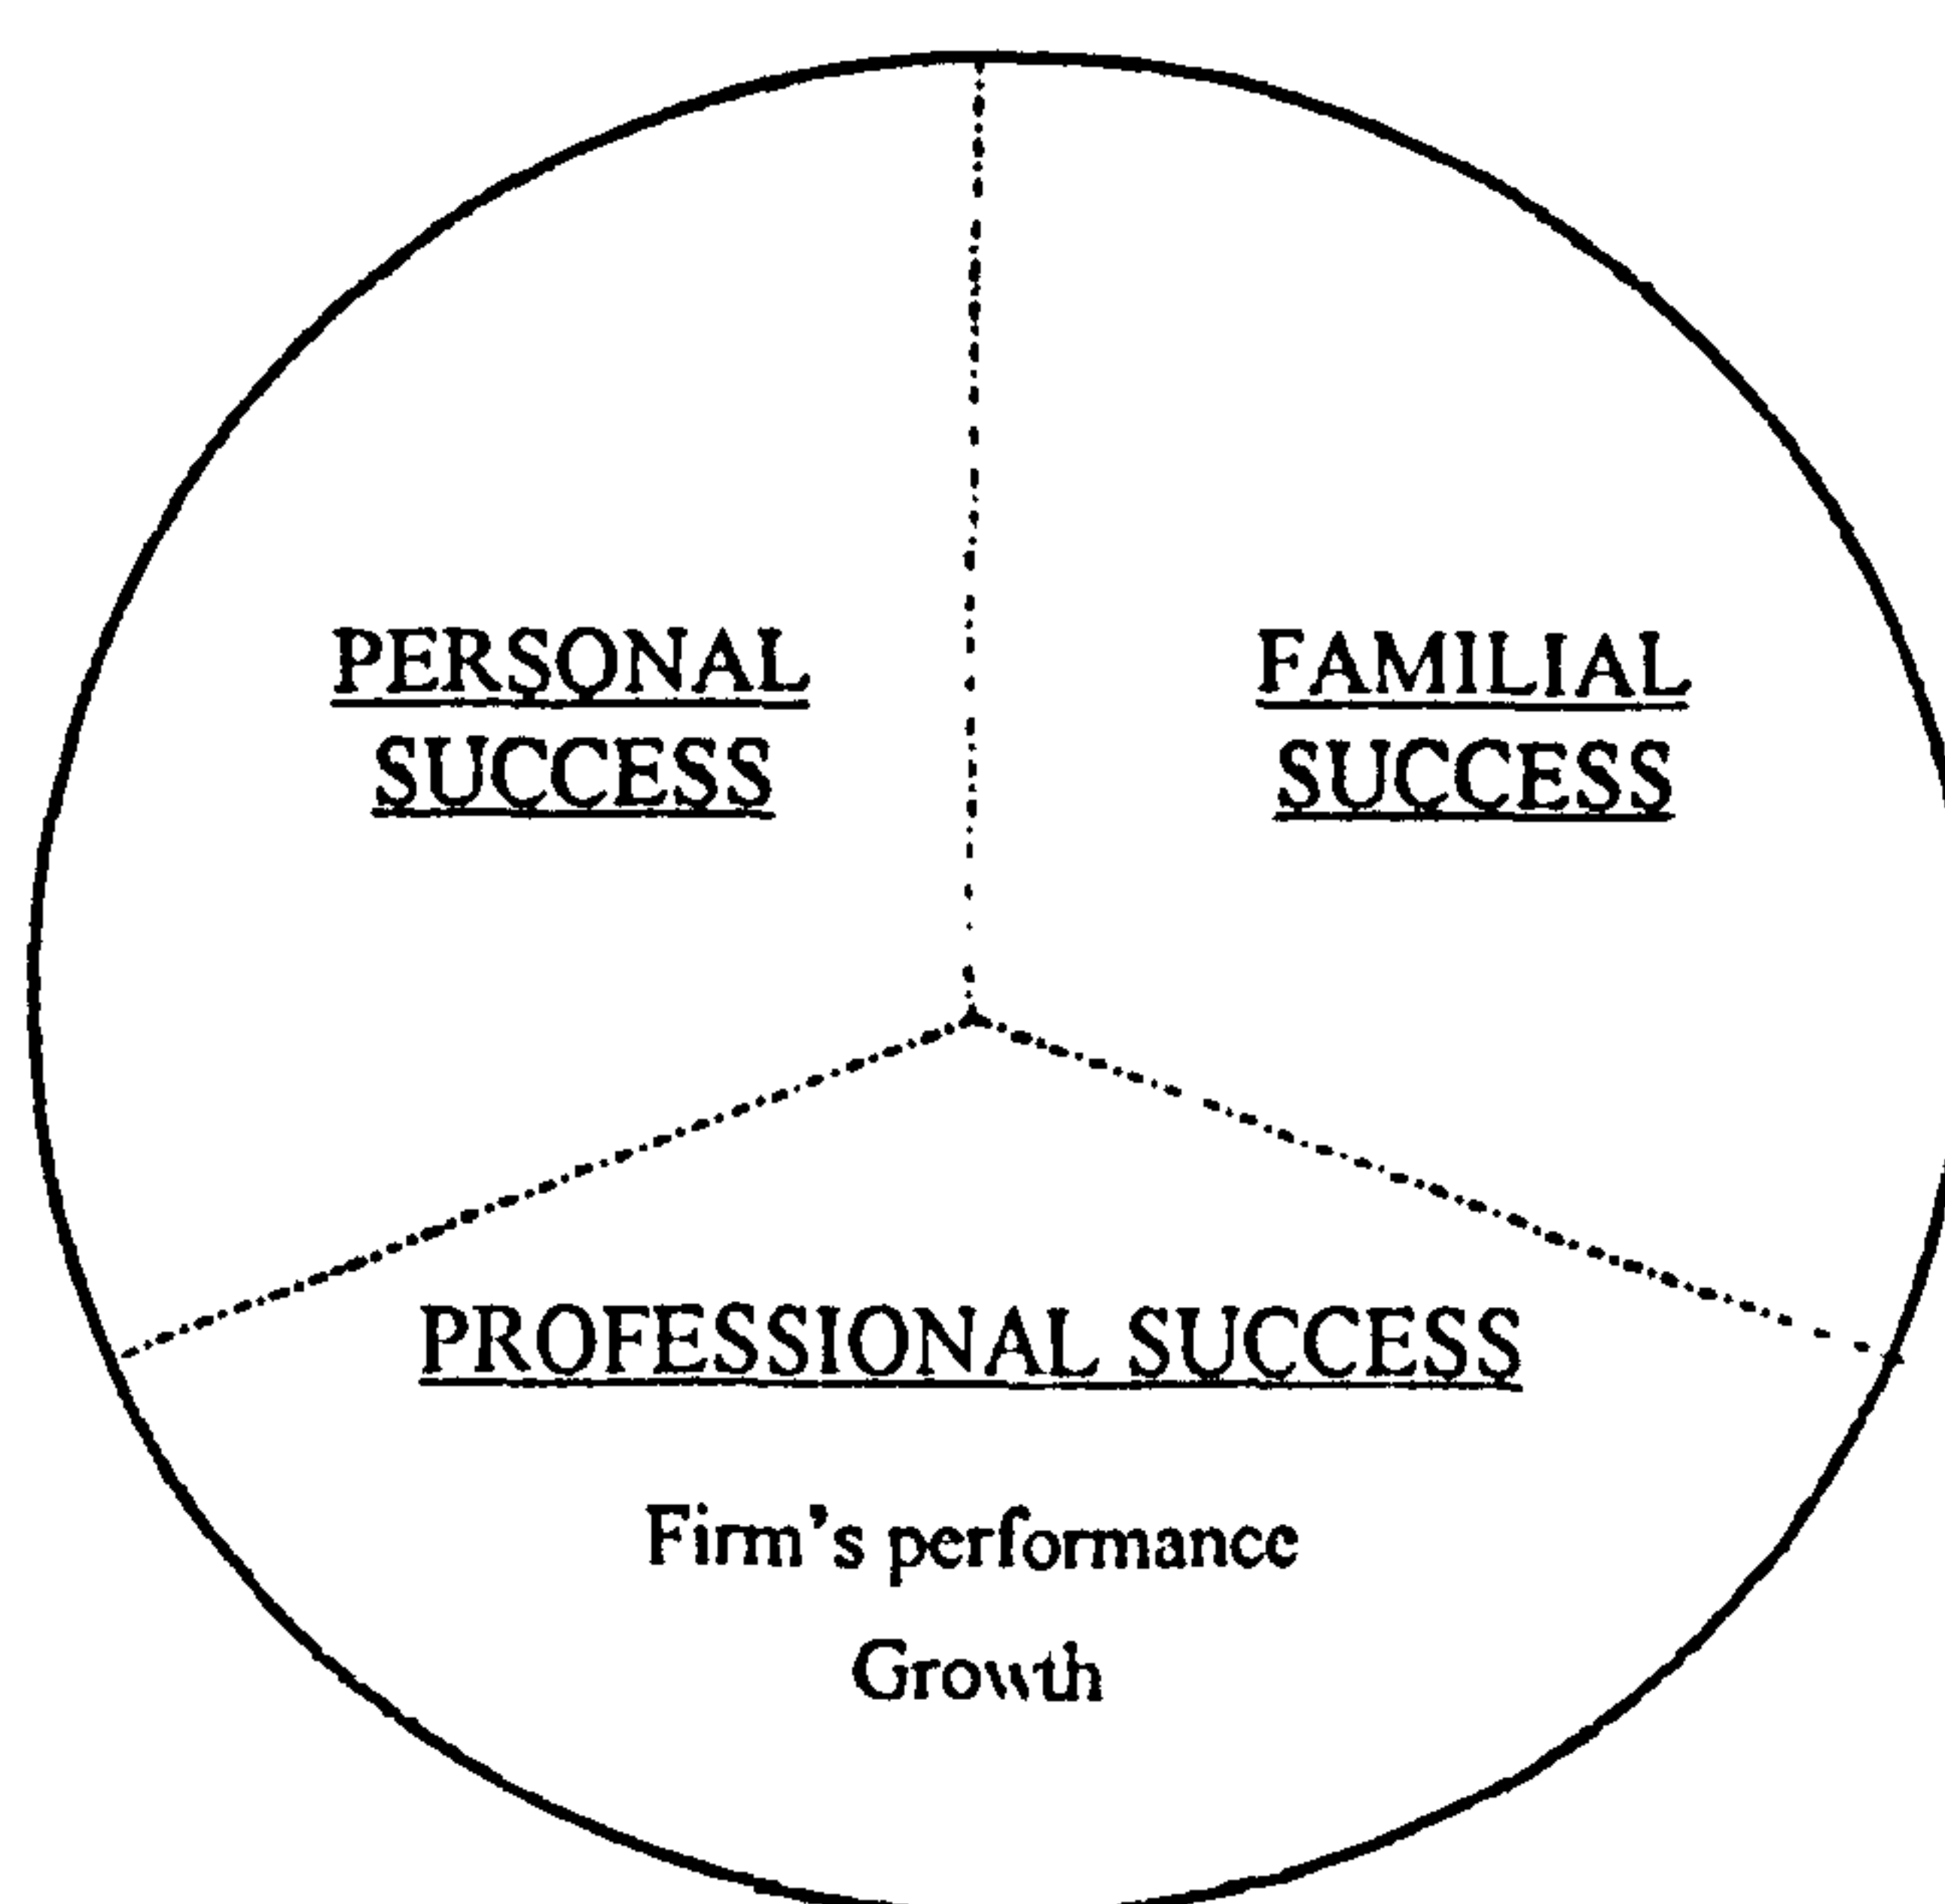 PERSONAL
SUCCESS
FAMILIAL
SUCCESS
PROFESSIONAL SUCCESS
Firm's performance
Growth